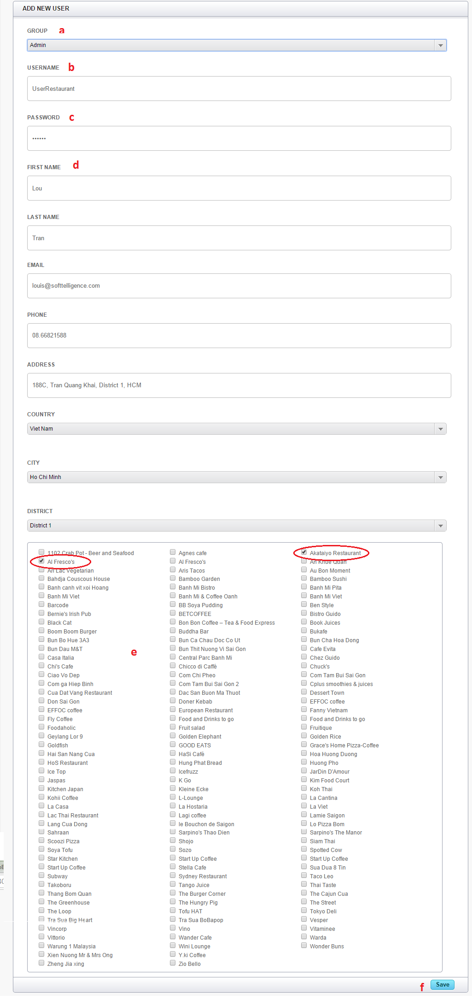 ADD NEW USER
GROUP a
Admin
USERNAME b
UserRestaurant
PASSWORD c
••••••
FIRST NAME d
Lou
LAST NAME
Tran
EMAIL
louis@softtelligence.com
PHONE
08.66821588
ADDRESS
188C, Tran Quang Khai, District 1, HCM
COUNTRY
Viet Nam
CITY
Ho Chi Minh
DISTRICT
District 1
1102 Crab Pot - Beer and Seafood Agnes cafe Akataiyo Restaurant
Al Fresco's Al Fresco's An Khue Quan
An Lac Vegetarian Aris Tacos Au Bon Moment
Bahdja Couscous House Bamboo Garden Bamboo Sushi
Banh canh vit xoi Hoang Banh Mi Bistro Banh Mi Pita
Banh Mi Viet Banh Mi & Coffee Oanh Banh Mi Viet
Barcode BB Soya Pudding Ben Style
Bernie's Irish Pub BETCOFFEE Bistro Guido
Black Cat Bon Bon Coffee – Tea & Food Express Book Juices
Boom Boom Burger Buddha Bar Bukafe
Bun Bo Hue 3A3 Bun Ca Chau Doc Co Ut Bun Cha Hoa Dong
Bun Dau M&T Bun Thit Nuong Vi Sai Gon Cafe Evita
e
Casa Italia Central Parc Banh Mi Chez Guido
Chi's Cafe Chicco di Caffé Chuck's
Ciao Vo Dep Com Chi Pheo Com Tam Bui Sai Gon
Com ga Hiep Binh Com Tam Bui Sai Gon 2 Cplus smoothies & juices
Cua Dat Vang Restaurant Dac San Buon Ma Thuot Dessert Town
Don Sai Gon Doner Kebab EFFOC coffee
EFFOC coffee European Restaurant Fanny Vietnam
Fly Coffee Food and Drinks to go Food and Drinks to go
Foodaholic Fruit salad Fruitique
Geylang Lor 9 Golden Elephant Golden Rice
Goldfish GOOD EATS Grace's Home Pizza-Coffee
Hai San Nang Cua HaSi Café Hoa Huong Duong
HoS Restaurant Hung Phat Bread Huong Pho
Ice Top Icefruzz JarDin D'Amour
Jaspas K Go Kim Food Court
Kitchen Japan Kleine Ecke Koh Thai
Kohii Coffee L-Lounge La Cantina
La Casa La Hostaria La Viet
Lac Thai Restaurant Lagi coffee Lamie Saigon
Lang Cua Dong le Bouchon de Saigon Lo Pizza Bom
Sahraan Sarpino's Thao Dien Sarpino's The Manor
Scoozi Pizza Shojo Siam Thai
Soya Tofu Sozo Spotted Cow
Star Kitchen Start Up Coffee Start Up Coffee
Start Up Coffee Stella Cafe Sua Dua 8 Tin
Subway Sydney Restaurant Taco Leo
Takoboru Tango Juice Thai Taste
Thang Bom Quan The Burger Corner The Cajun Cua
The Greenhouse The Hungry Pig The Street
The Loop Tofu HAT Tokyo Deli
Tra Sua Big Heart Tra Sua BoBapop Vesper
Vincorp Vino Vitaminee
Vittorio Wander Cafe Warda
Warung 1 Malaysia Wini Lounge Wonder Buns
Xien Nuong Mr & Mrs Ong Y.ki Coffee
Zheng Jia xing Zio Bello
f Save